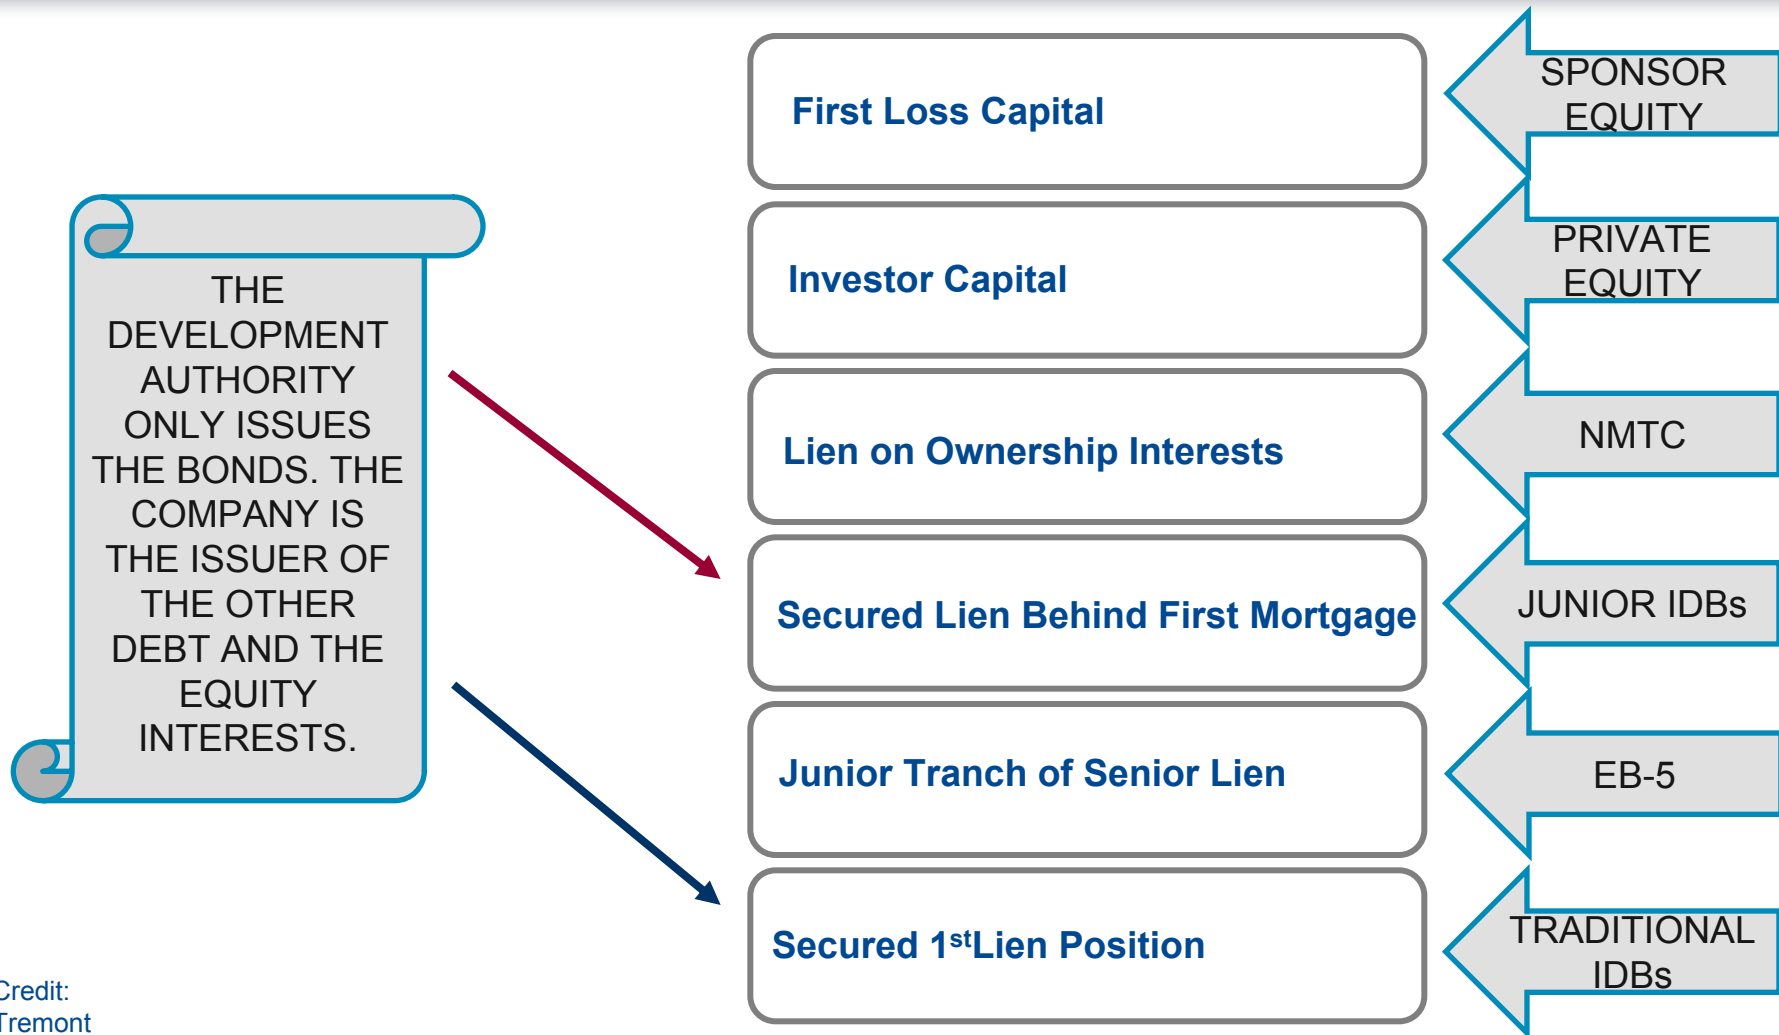 THE
DEVELOPMENT
AUTHORITY
ONLY ISSUES
THE BONDS. THE
COMPANY IS
THE ISSUER OF
THE OTHER
DEBT AND THE
EQUITY
INTERESTS.
First Loss Capital
SPONSOR
EQUITY
Investor Capital
PRIVATE
EQUITY
Lien on Ownership Interests
NMTC
Secured Lien Behind First Mortgage
JUNIOR IDBs
Junior Tranch of Senior Lien
EB-5
Secured 1stLien Position
TRADITIONAL
IDBs
Credit:
Tremont